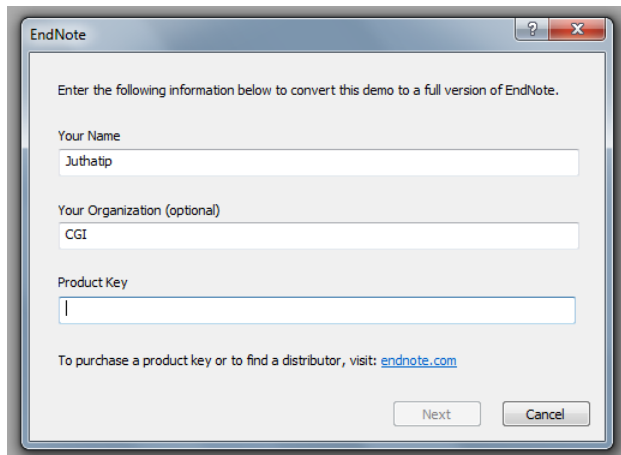 EndNote
Enter the following information below to convert this demo to a full version of EndNote.
Your Name
Juthatip
Your Organization (optional)
CGI
Product Key
To purchase a product key or to find a distributor, visit: endnote.com
Next
Cancel